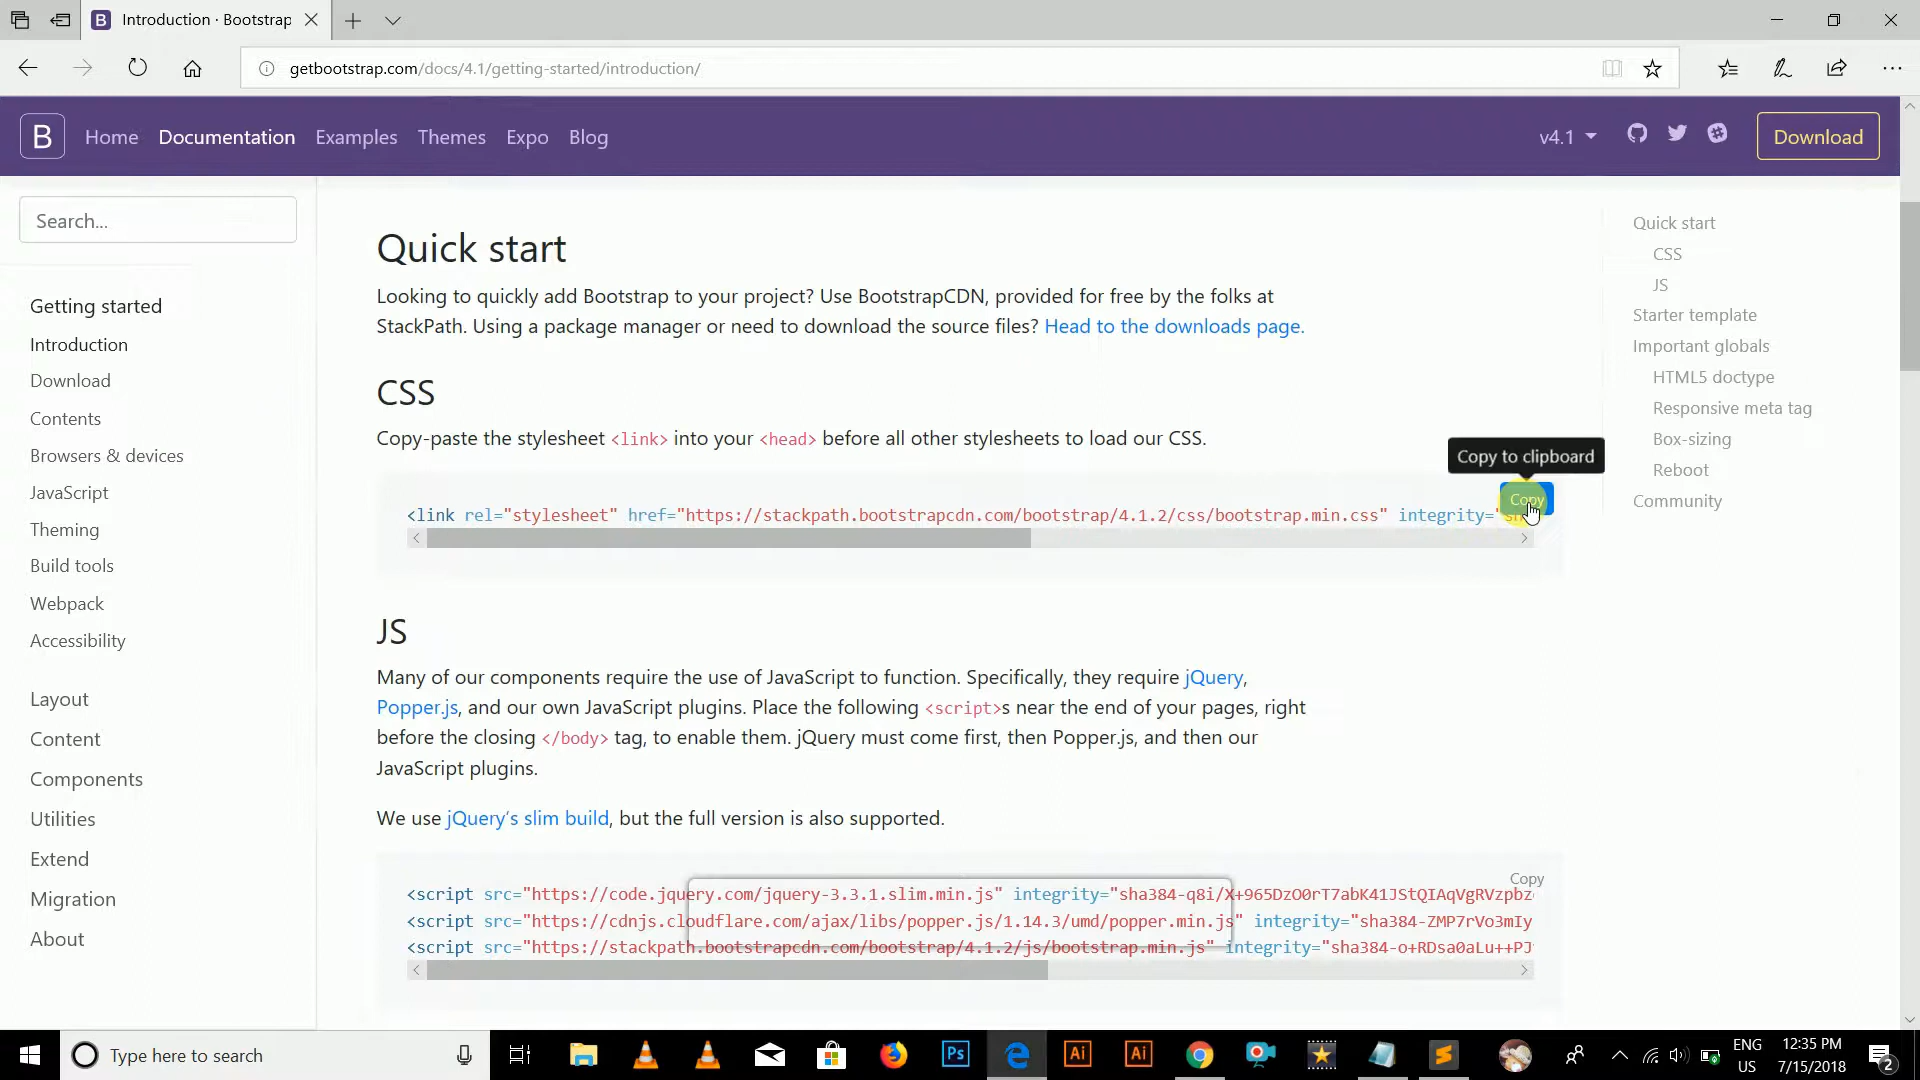 Introduction · Bootstrap
getbootstrap.com/docs/4.1/getting-started/introduction/
B Home Documentation Examples Themes Expo Blog v4.1 Download
Search...
Getting started
Introduction
Download
Contents
Browsers & devices
JavaScript
Theming
Build tools
Webpack
Accessibility
Layout
Content
Components
Utilities
Extend
Migration
About
Quick start
Looking to quickly add Bootstrap to your project? Use BootstrapCDN, provided for free by the folks at
StackPath. Using a package manager or need to download the source files? Head to the downloads page.
CSS
Copy-paste the stylesheet <link> into your <head> before all other stylesheets to load our CSS.
Copy to clipboard
Copy
<link rel="stylesheet" href="https://stackpath.bootstrapcdn.com/bootstrap/4.1.2/css/bootstrap.min.css" integrity="sh
JS
Many of our components require the use of JavaScript to function. Specifically, they require jQuery,
Popper.js, and our own JavaScript plugins. Place the following <script>s near the end of your pages, right
before the closing </body> tag, to enable them. jQuery must come first, then Popper.js, and then our
JavaScript plugins.
We use jQuery's slim build, but the full version is also supported.
Copy
<script src="https://code.jquery.com/jquery-3.3.1.slim.min.js" integrity="sha384-q8i/X+965DzO0rT7abK41JStQIAqVgRVzpbz
<script src="https://cdnjs.cloudflare.com/ajax/libs/popper.js/1.14.3/umd/popper.min.js" integrity="sha384-ZMP7rVo3mIy
<script src="https://stackpath.bootstrapcdn.com/bootstrap/4.1.2/js/bootstrap.min.js" integrity="sha384-o+RDsa0aLu++PJ
Quick start
CSS
JS
Starter template
Important globals
HTML5 doctype
Responsive meta tag
Box-sizing
Reboot
Community
Type here to search
Ps
Ai
Ai
ENG
US
12:35 PM
7/15/2018
2